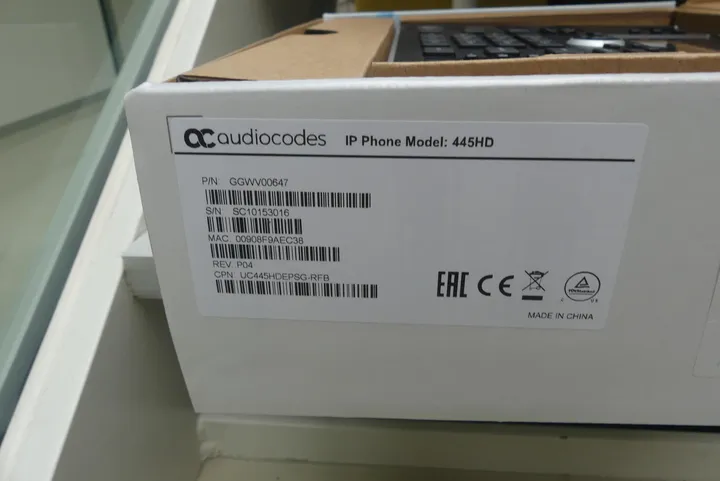 audiocodes IP Phone Model: 445HD
P/N GGWV00647
S/N SC10153016
MAC 00908F9AEC38
REV. P04
CPN: UC445HDEPSG-RFB
EAC CE
MADE IN CHINA